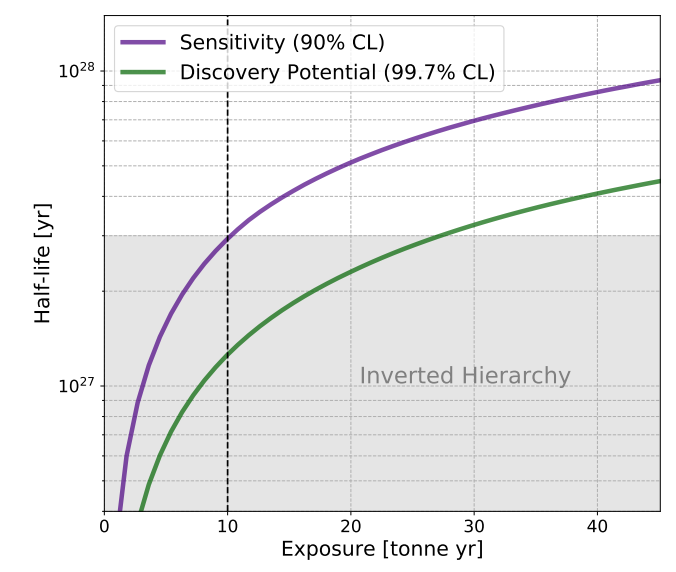 Sensitivity (90% CL)
Discovery Potential (99.7% CL)
10^28
10^27
Half-life [yr]
Inverted Hierarchy
0 10 20 30 40
Exposure [tonne yr]